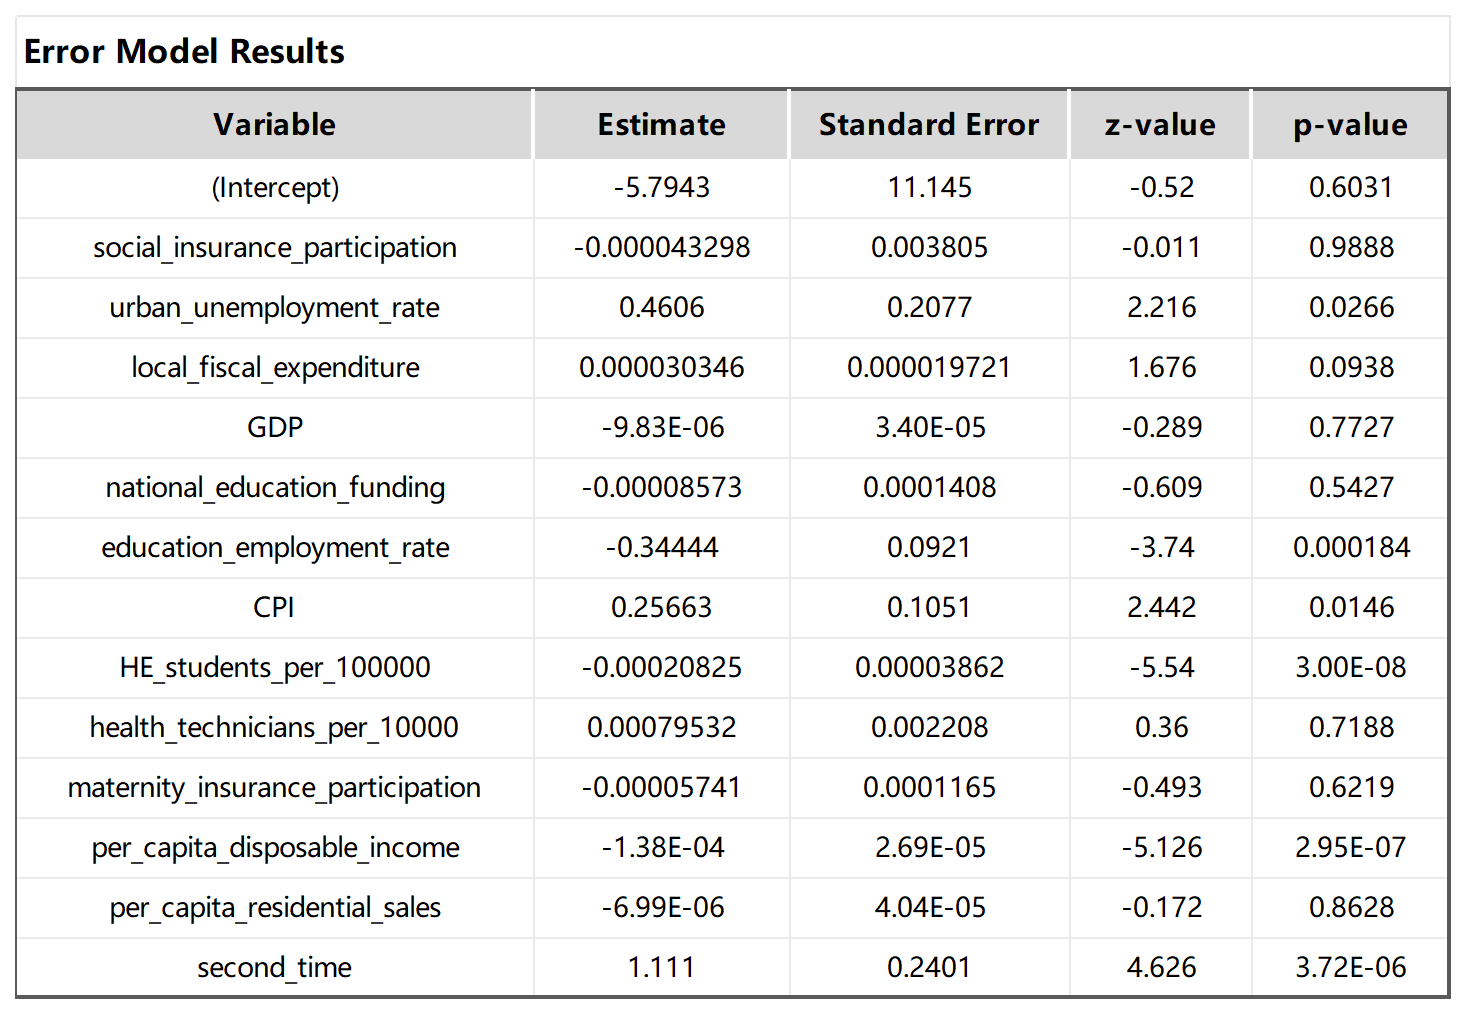 Error Model Results
Variable Estimate Standard Error z-value p-value
(Intercept) -5.7943 11.145 -0.52 0.6031
social_insurance_participation -0.000043298 0.003805 -0.011 0.9888
urban_unemployment_rate 0.4606 0.2077 2.216 0.0266
local_fiscal_expenditure 0.000030346 0.000019721 1.676 0.0938
GDP -9.83E-06 3.40E-05 -0.289 0.7727
national_education_funding -0.00008573 0.0001408 -0.609 0.5427
education_employment_rate -0.34444 0.0921 -3.74 0.000184
CPI 0.25663 0.1051 2.442 0.0146
HE_students_per_100000 -0.00020825 0.00003862 -5.54 3.00E-08
health_technicians_per_10000 0.00079532 0.002208 0.36 0.7188
maternity_insurance_participation -0.00005741 0.0001165 -0.493 0.6219
per_capita_disposable_income -1.38E-04 2.69E-05 -5.126 2.95E-07
per_capita_residential_sales -6.99E-06 4.04E-05 -0.172 0.8628
second_time 1.111 0.2401 4.626 3.72E-06